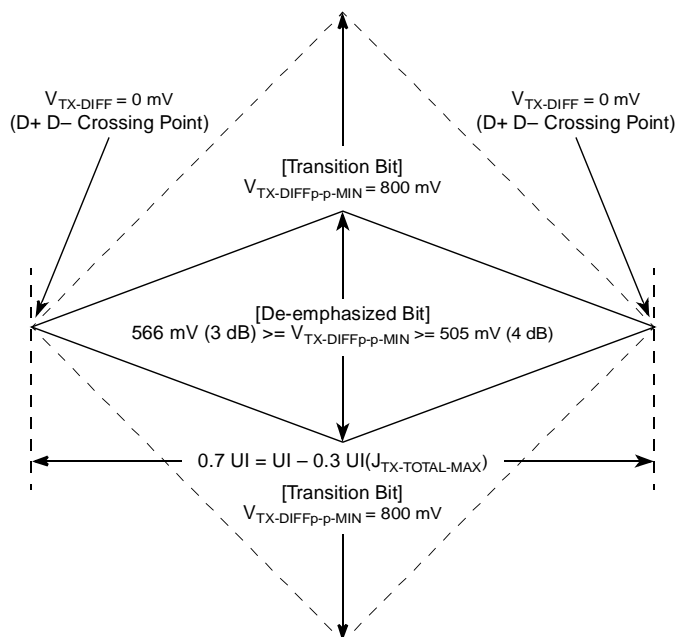 V_TX-DIFF = 0 mV
(D+ D– Crossing Point)
V_TX-DIFF = 0 mV
(D+ D– Crossing Point)
[Transition Bit]
V_TX-DIFFp-p-MIN = 800 mV
[De-emphasized Bit]
566 mV (3 dB) >= V_TX-DIFFp-p-MIN >= 505 mV (4 dB)
0.7 UI = UI – 0.3 UI(J_TX-TOTAL-MAX)
[Transition Bit]
V_TX-DIFFp-p-MIN = 800 mV